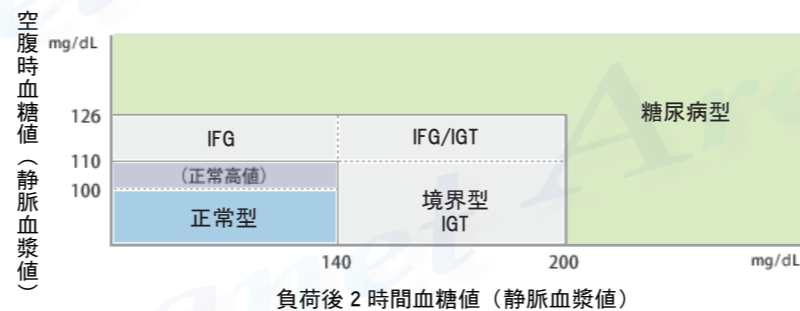 空腹時血糖値（静脈血漿値）
mg/dL
126
110
100
IFG
IFG/IGT
糖尿病型
（正常高値）
正常型
境界型
IGT
140
200
mg/dL
負荷後2時間血糖値（静脈血漿値）